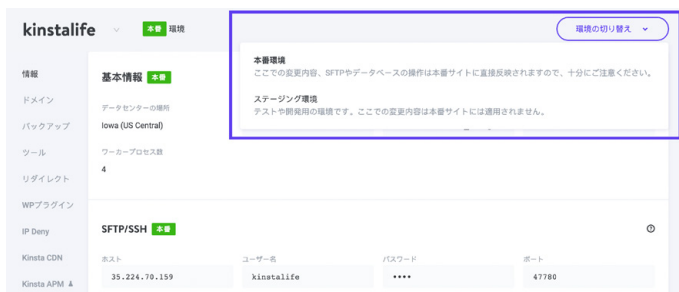 kinstalife 本番 環境 環境の切り替え
本番環境
ここでの変更内容、SFTPやデータベースの操作は本番サイトに直接反映されますので、十分にご注意ください。
ステージング環境
テストや開発用の環境です。ここでの変更内容は本番サイトには適用されません。
情報
ドメイン
バックアップ
ツール
リダイレクト
WPプラグイン
IP Deny
Kinsta CDN
Kinsta APM
基本情報 本番
データセンターの場所
Iowa (US Central)
ワーカープロセス数
4
SFTP/SSH 本番
ホスト ユーザー名 パスワード ポート
35.224.70.159 kinstalife •••• 47780